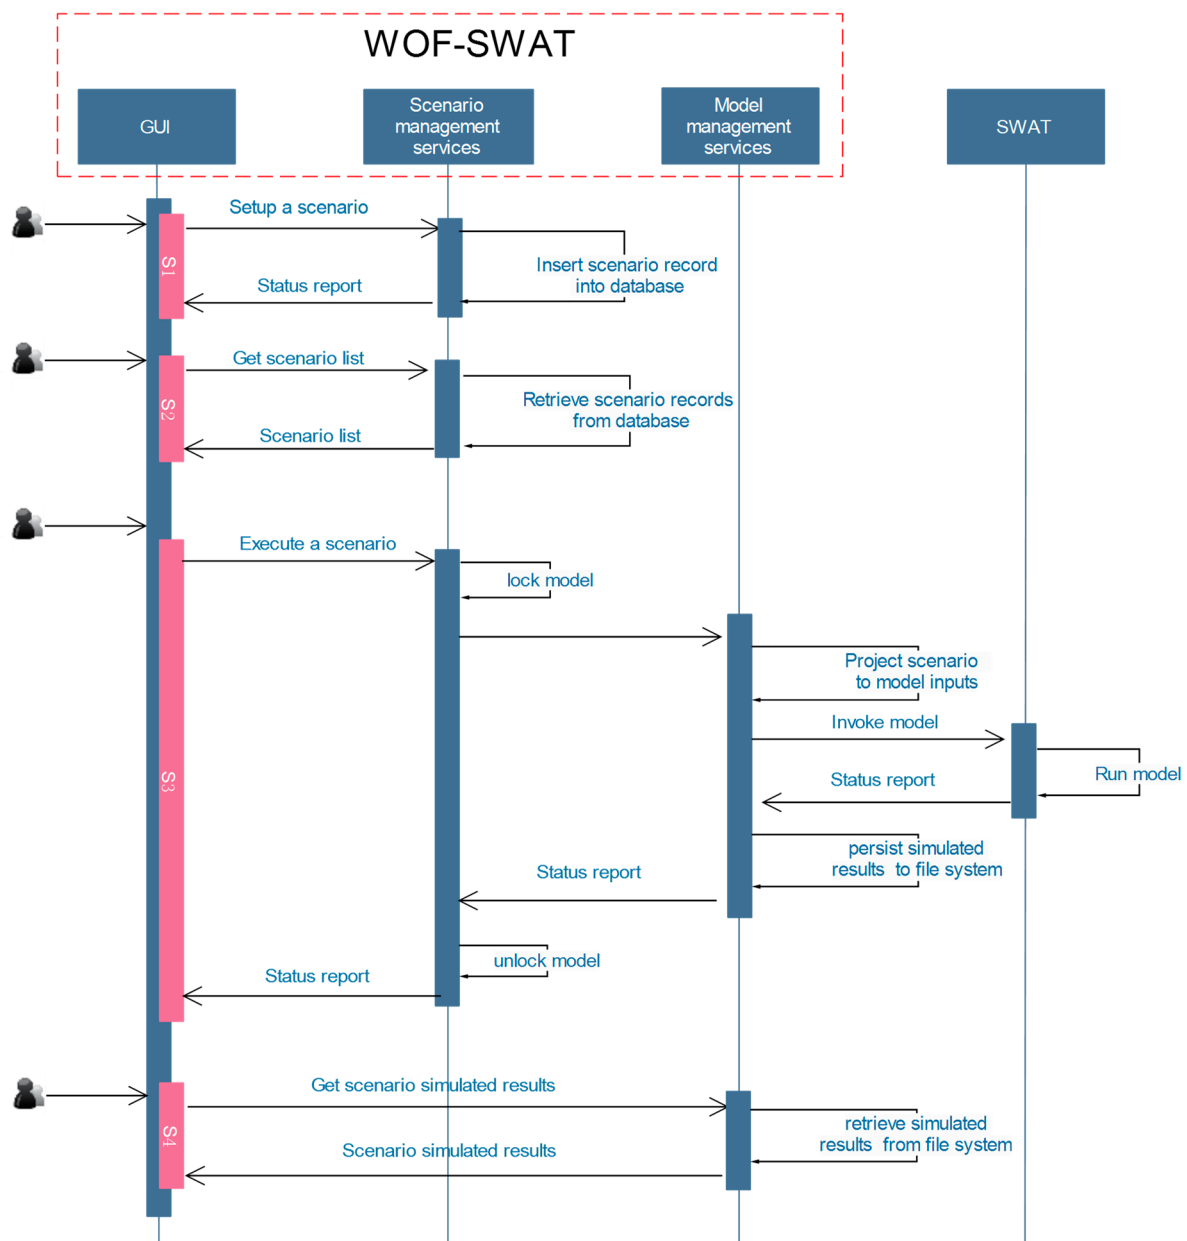 WOF-SWAT
GUI
Scenario
management
services
Model
management
services
SWAT
Setup a scenario
S1
Insert scenario record
into database
Status report
Get scenario list
S2
Retrieve scenario records
from database
Scenario list
Execute a scenario
lock model
Project scenario
to model inputs
Invoke model
S3
Run model
Status report
persist simulated
results to file system
Status report
unlock model
Status report
Get scenario simulated results
S4
retrieve simulated
results from file system
Scenario simulated results